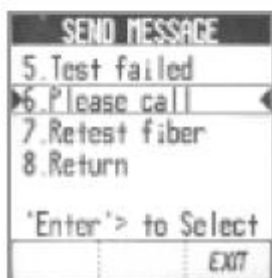 SEND MESSAGE
5.Test failed
6.Please call
7.Retest fiber
8.Return
'Enter'> to Select
EXIT